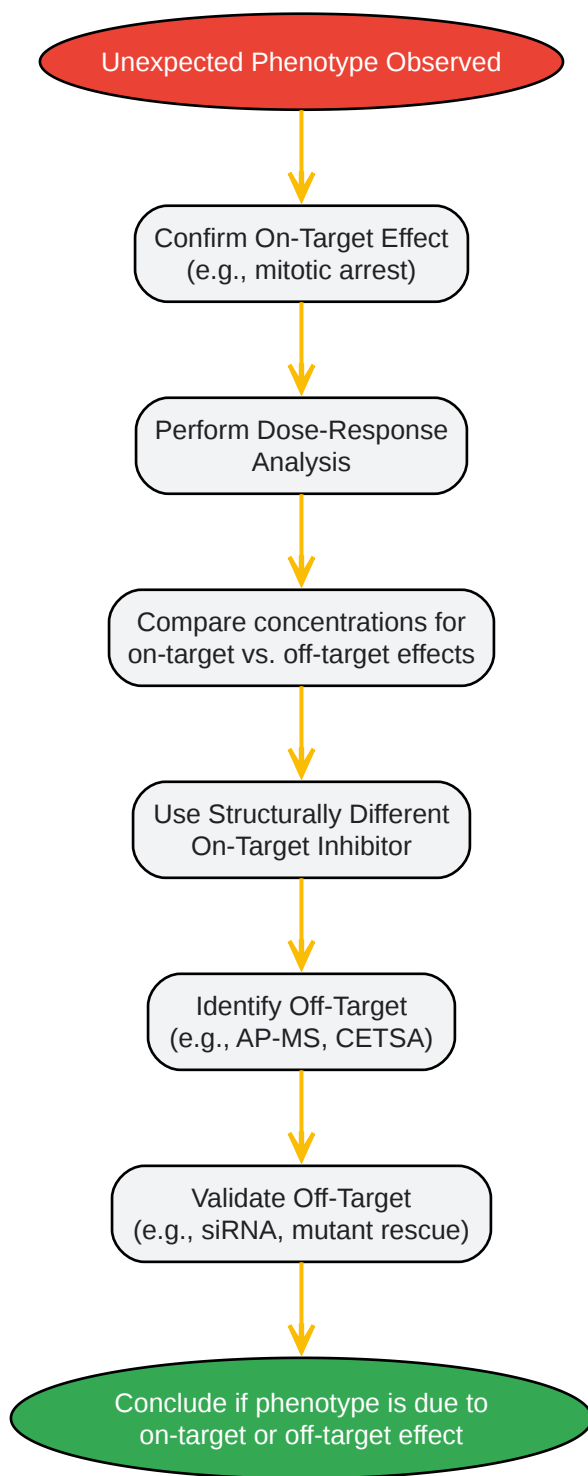 Unexpected Phenotype Observed
Confirm On-Target Effect
(e.g., mitotic arrest)
Perform Dose-Response
Analysis
Compare concentrations for
on-target vs. off-target effects
Use Structurally Different
On-Target Inhibitor
Identify Off-Target
(e.g., AP-MS, CETSA)
Validate Off-Target
(e.g., siRNA, mutant rescue)
Conclude if phenotype is due to
on-target or off-target effect